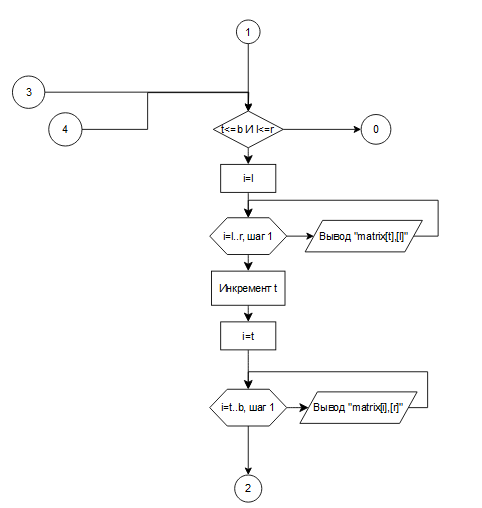 1
3
4
t<=b И l<=r
0
i=l
i=l..r, шаг 1
Вывод "matrix[t],[l]"
Инкремент t
i=t
i=t..b, шаг 1
Вывод "matrix[i],[r]"
2